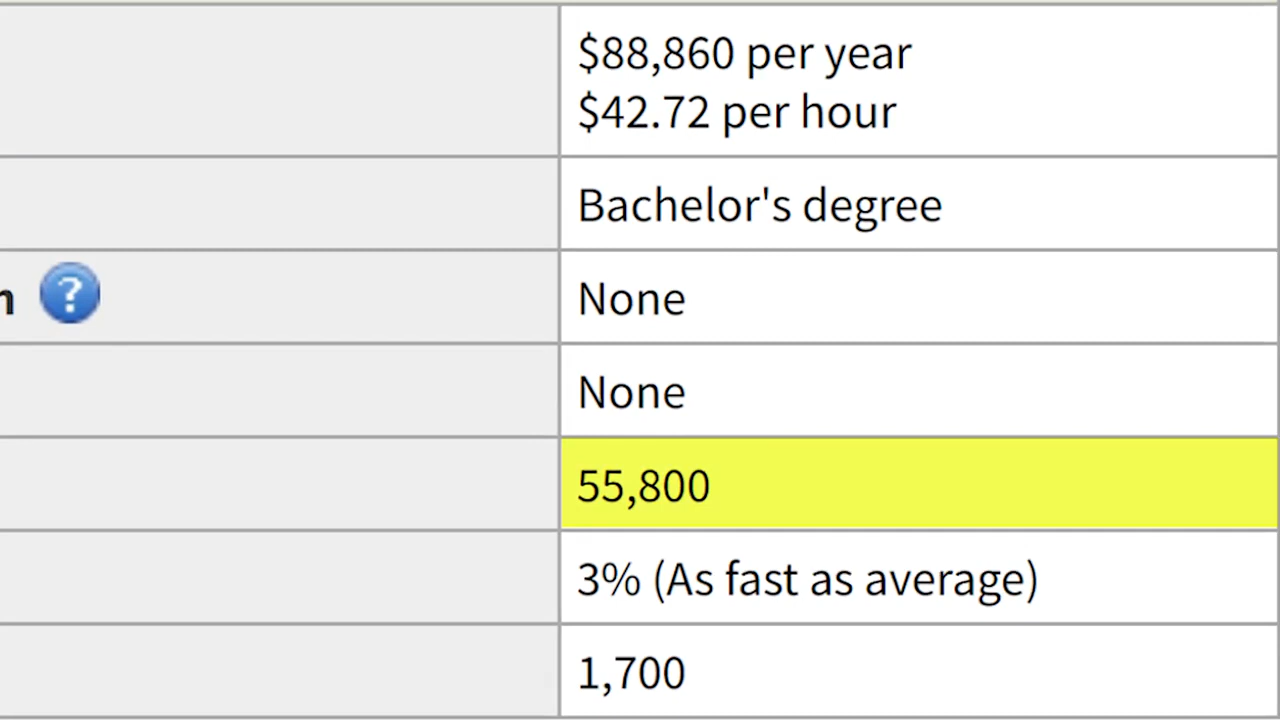 $88,860 per year
$42.72 per hour
Bachelor's degree
?
None
None
55,800
3% (As fast as average)
1,700